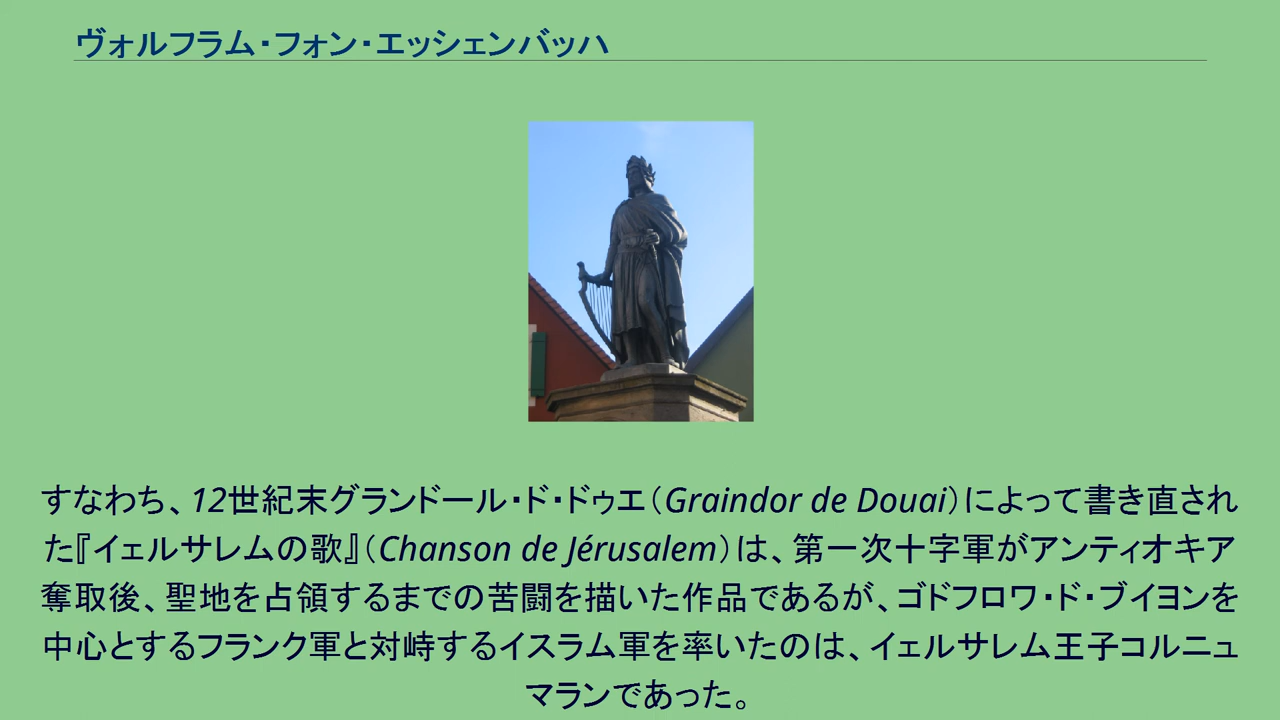 ヴォルフラム・フォン・エッシェンバッハ
すなわち、12世紀末グランドール・ド・ドゥエ（Graindor de Douai）によって書き直され
た『イェルサレムの歌』（Chanson de Jérusalem）は、第一次十字軍がアンティオキア
奪取後、聖地を占領するまでの苦闘を描いた作品であるが、ゴドフロワ・ド・ブイヨンを
中心とするフランク軍と対峙するイスラム軍を率いたのは、イェルサレム王子コルニュ
マランであった。